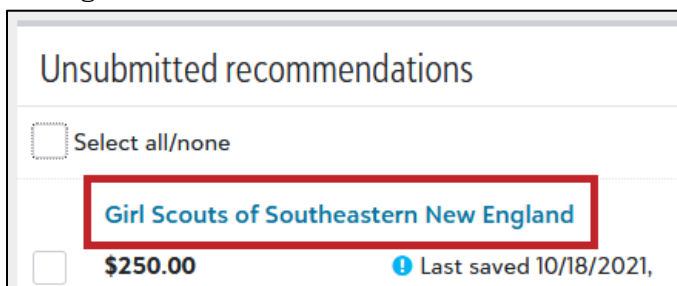 Unsubmitted recommendations
Select all/none
Girl Scouts of Southeastern New England
$250.00 Last saved 10/18/2021,